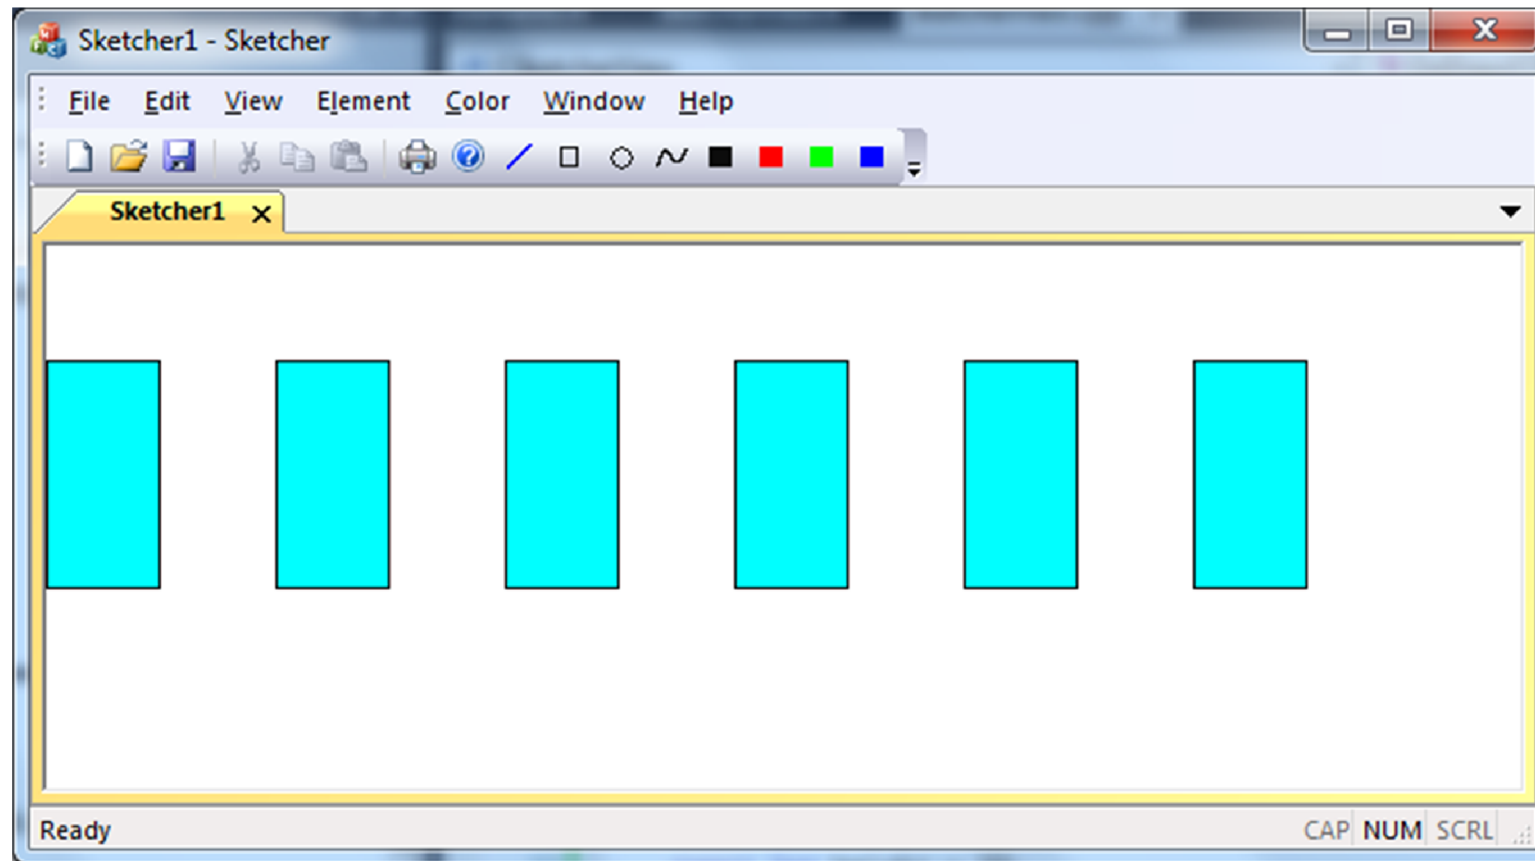 Sketcher1 - Sketcher
File Edit View Element Color Window Help
Sketcher1
Ready CAP NUM SCRL